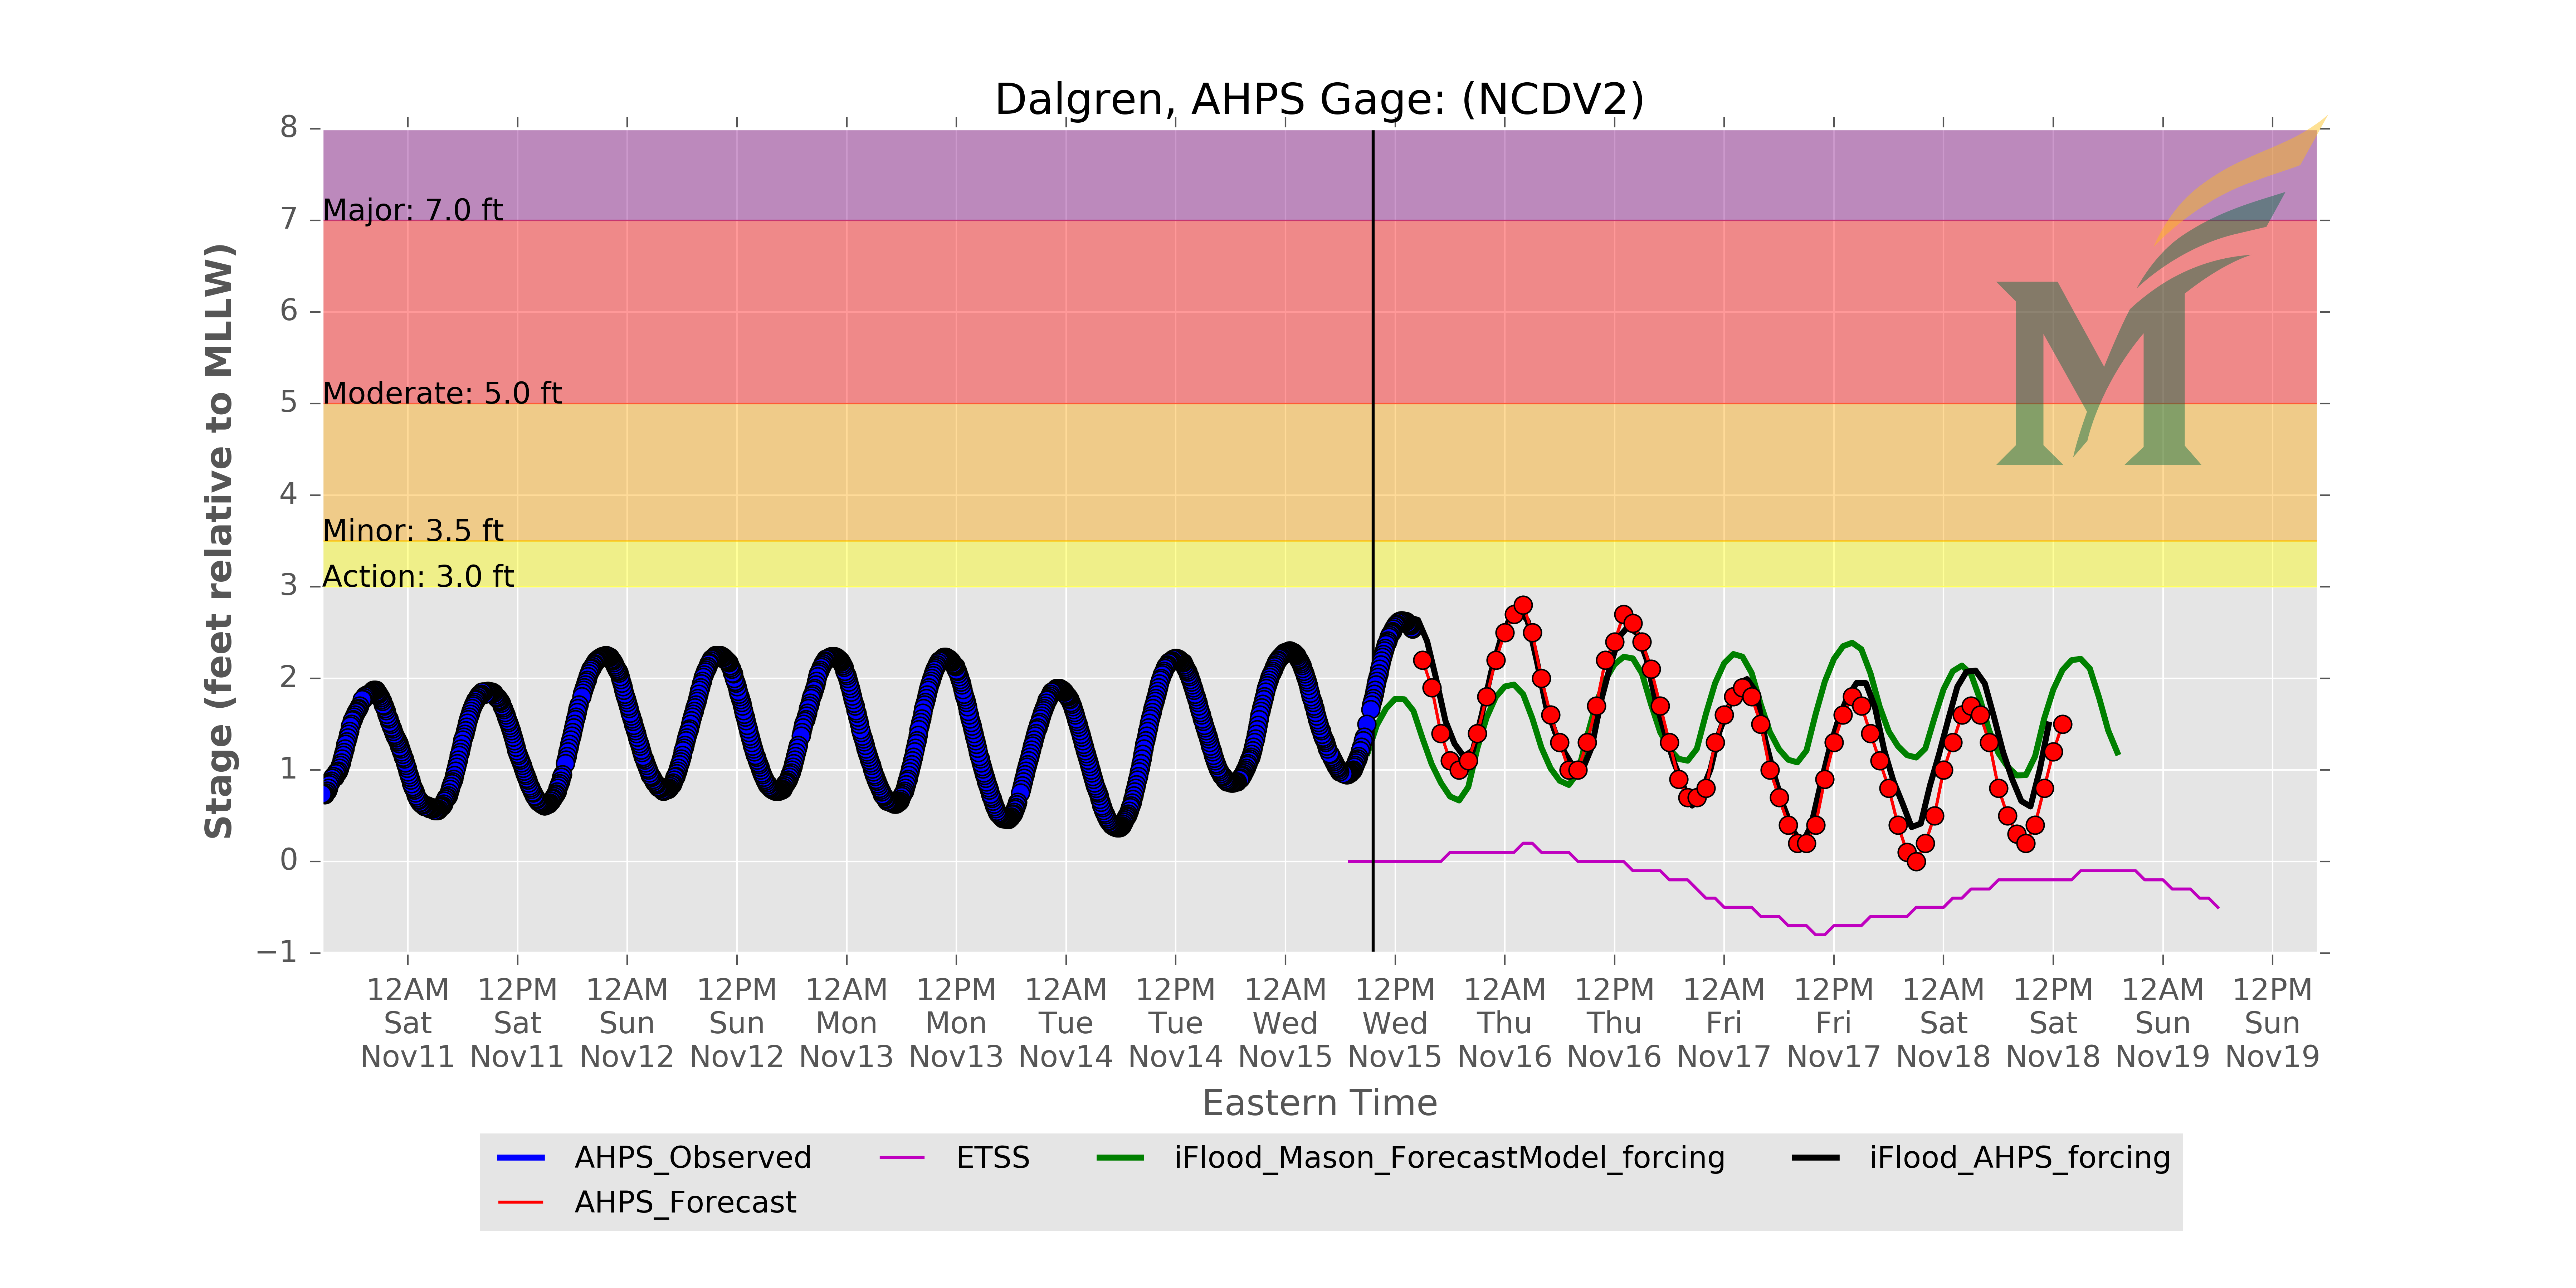 Dalgren, AHPS Gage: (NCDV2)
Stage (feet relative to MLLW)
8
7
6
5
4
3
2
1
0
−1
Major: 7.0 ft
Moderate: 5.0 ft
Minor: 3.5 ft
Action: 3.0 ft
M
12AM 12PM 12AM 12PM 12AM 12PM 12AM 12PM 12AM 12PM 12AM 12PM 12AM 12PM 12AM 12PM 12AM 12PM
Sat Sat Sun Sun Mon Mon Tue Tue Wed Wed Thu Thu Fri Fri Sat Sat Sun Sun
Nov11 Nov11 Nov12 Nov12 Nov13 Nov13 Nov14 Nov14 Nov15 Nov15 Nov16 Nov16 Nov17 Nov17 Nov18 Nov18 Nov19 Nov19
Eastern Time
AHPS_Observed ETSS iFlood_Mason_ForecastModel_forcing iFlood_AHPS_forcing
AHPS_Forecast